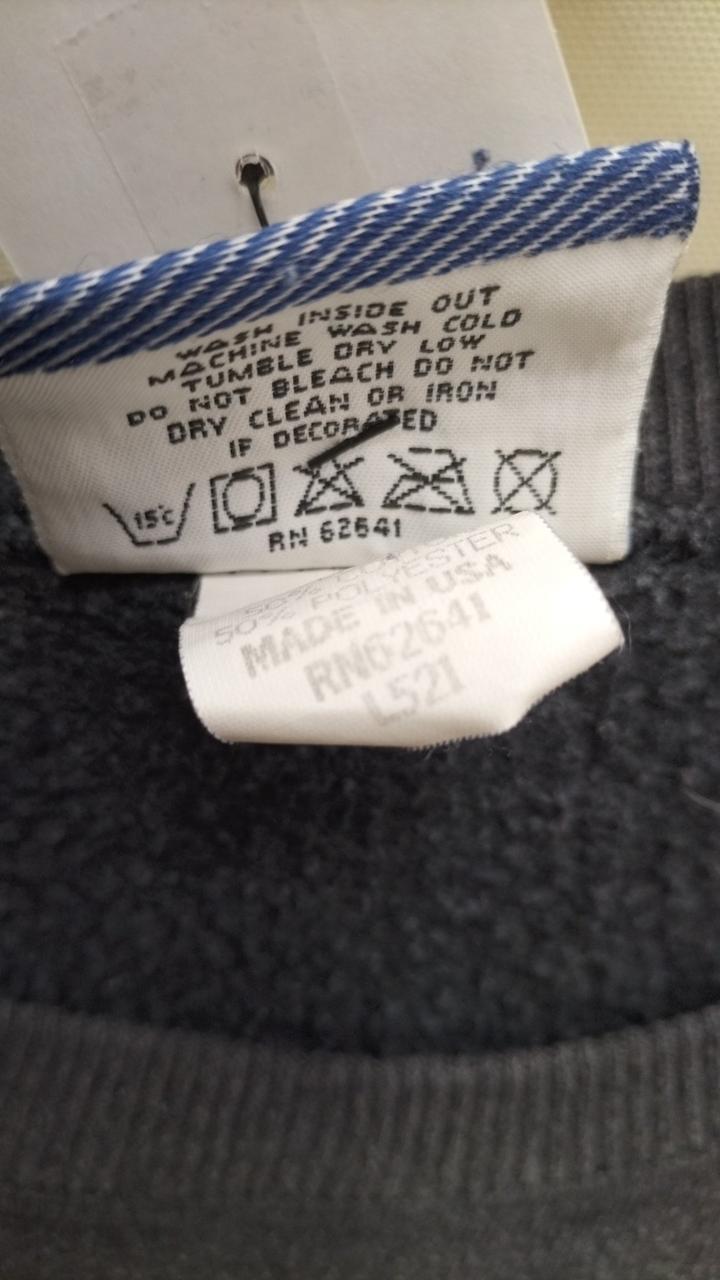 WASH INSIDE OUT
MACHINE WASH COLD
TUMBLE DRY LOW
DO NOT BLEACH DO NOT
DRY CLEAN OR IRON
IF DECORATED
15°C
RN 62641
50%
50% POLYESTER
MADE IN USA
RN62641
L521